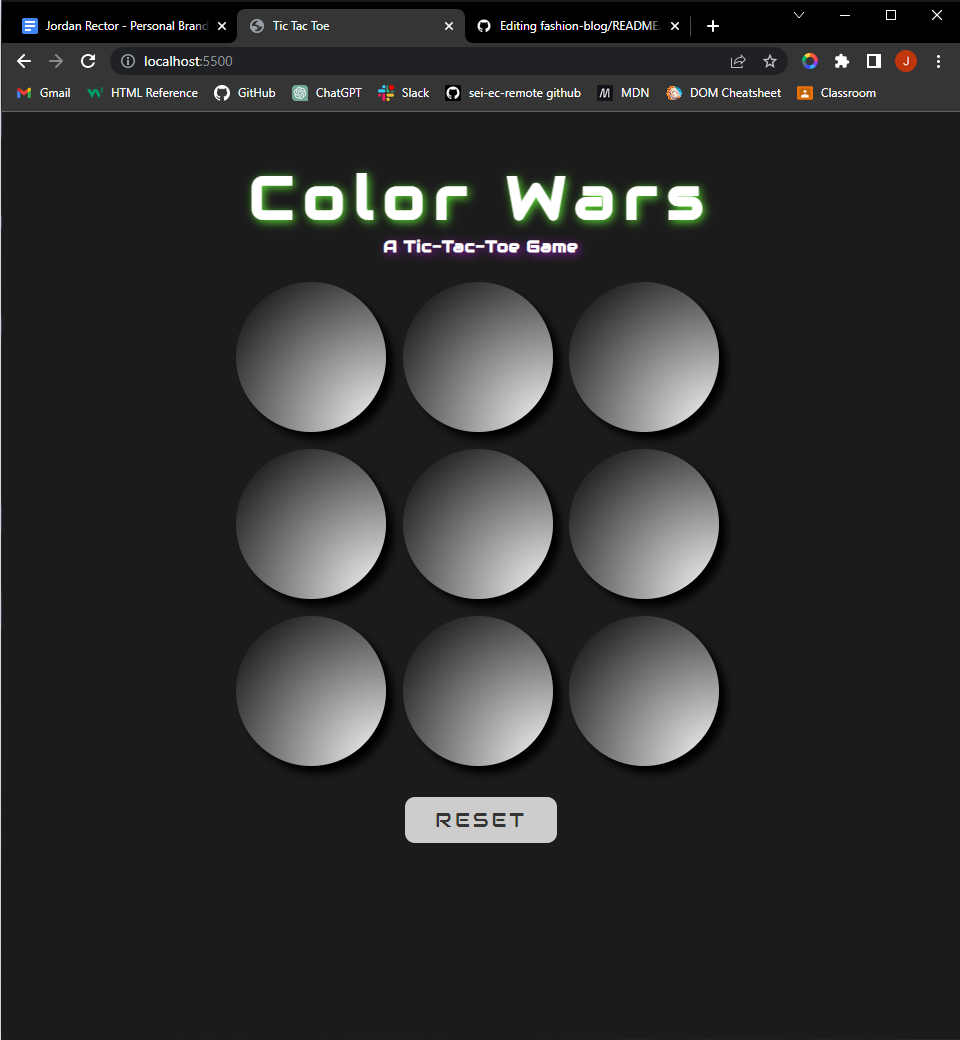 Jordan Rector - Personal Brand
Tic Tac Toe
Editing fashion-blog/README
localhost:5500
J
Gmail
HTML Reference
GitHub
ChatGPT
Slack
sei-ec-remote github
MDN
DOM Cheatsheet
Classroom
Color Wars
A Tic-Tac-Toe Game
RESET